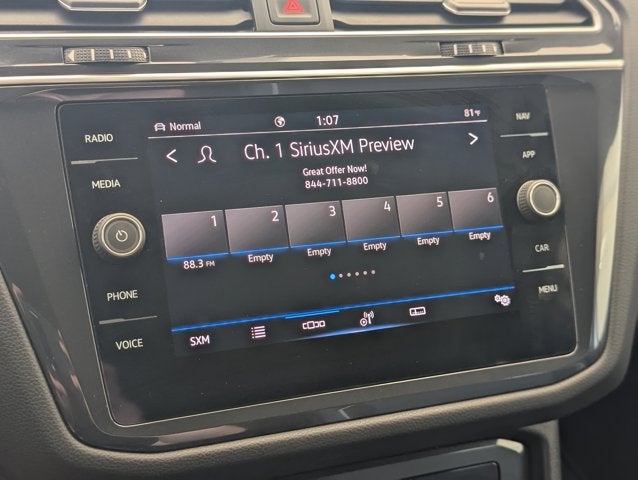 Normal
1:07
81°F
RADIO
NAV
< Ch. 1 SiriusXM Preview >
APP
Great Offer Now!
844-711-8800
MEDIA
1 2 3 4 5 6
88.3 FM Empty Empty Empty Empty Empty
CAR
PHONE
MENU
VOICE
SXM